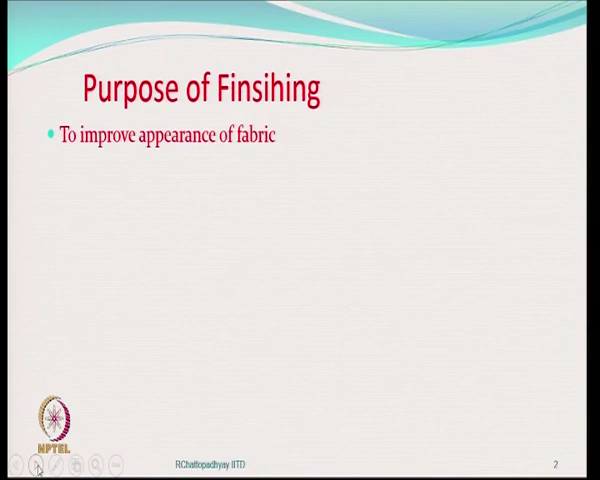 Purpose of Finsihing
To improve appearance of fabric
NPTEL
RChattopadhyay IITD
2